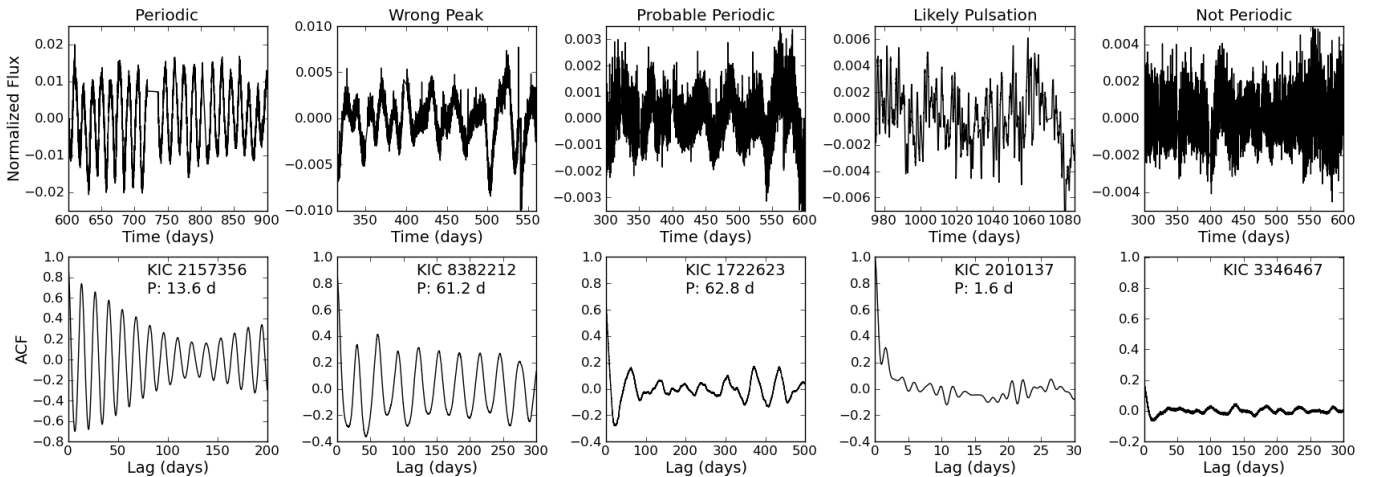 Periodic
Wrong Peak
Probable Periodic
Likely Pulsation
Not Periodic
Normalized Flux
0.02
0.01
0.00
−0.01
−0.02
600 650 700 750 800 850 900
Time (days)
0.010
0.005
0.000
−0.005
−0.010
350 400 450 500 550
Time (days)
0.003
0.002
0.001
0.000
−0.001
−0.002
−0.003
300 350 400 450 500 550 600
Time (days)
0.006
0.004
0.002
0.000
−0.002
−0.004
−0.006
980 1000 1020 1040 1060 1080
Time (days)
0.004
0.002
0.000
−0.002
−0.004
300 350 400 450 500 550 600
Time (days)
ACF
1.0
0.8
0.6
0.4
0.2
0.0
−0.2
−0.4
−0.6
−0.8
KIC 2157356
P: 13.6 d
0 50 100 150 200
Lag (days)
1.0
0.8
0.6
0.4
0.2
0.0
−0.2
−0.4
KIC 8382212
P: 61.2 d
0 50 100 150 200 250 300
Lag (days)
1.0
0.8
0.6
0.4
0.2
0.0
−0.2
−0.4
KIC 1722623
P: 62.8 d
0 100 200 300 400 500
Lag (days)
1.0
0.8
0.6
0.4
0.2
0.0
−0.2
−0.4
KIC 2010137
P: 1.6 d
0 5 10 15 20 25 30
Lag (days)
1.0
0.8
0.6
0.4
0.2
0.0
−0.2
KIC 3346467
0 50 100 150 200 250 300
Lag (days)